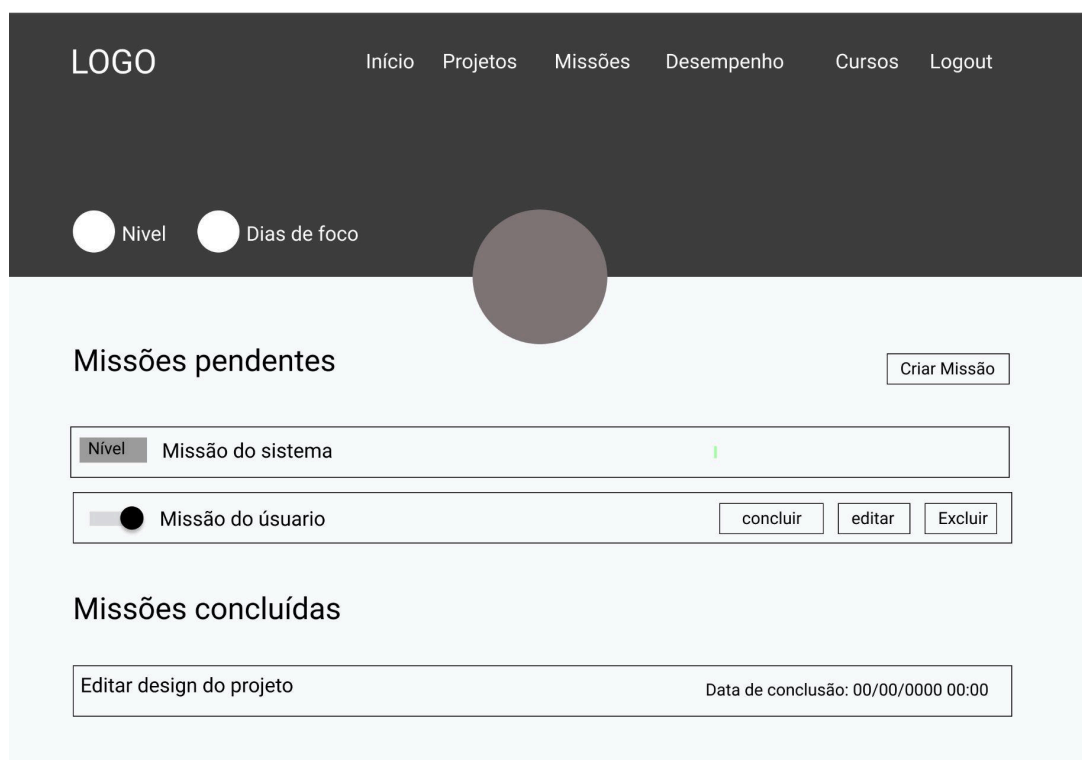 LOGO Início Projetos Missões Desempenho Cursos Logout
Nivel Dias de foco
Missões pendentes
Criar Missão
Nível Missão do sistema
Missão do úsuario concluir editar Excluir
Missões concluídas
Editar design do projeto Data de conclusão: 00/00/0000 00:00